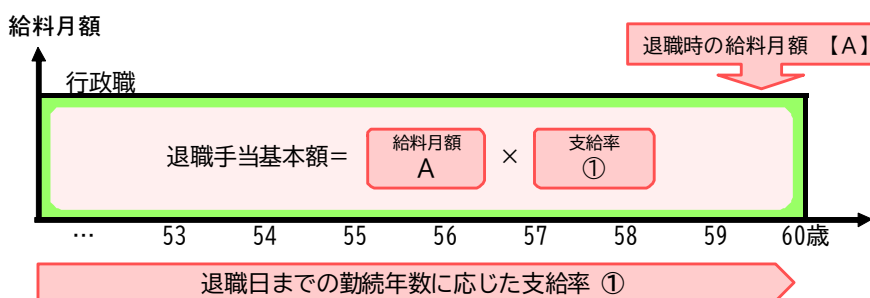 給料月額
退職時の給料月額 【A】
行政職
退職手当基本額＝ 給料月額 A × 支給率 ①
… 53 54 55 56 57 58 59 60歳
退職日までの勤続年数に応じた支給率 ①